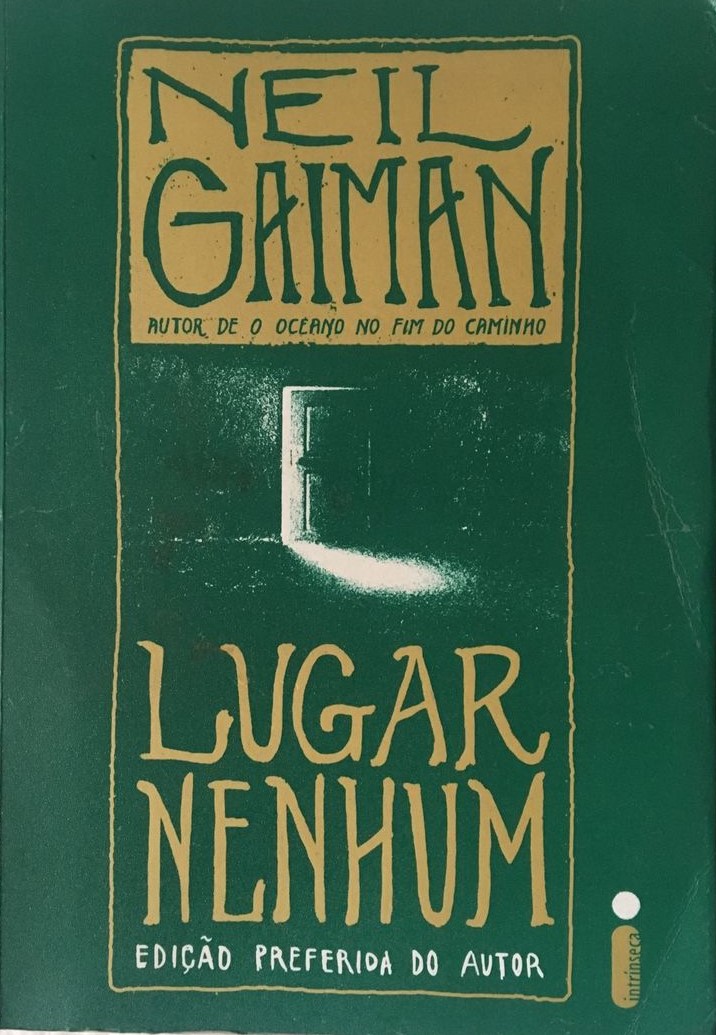 NEIL
GAIMAN
AUTOR DE O OCEANO NO FIM DO CAMINHO
LUGAR
NENHUM
EDIÇÃO PREFERIDA DO AUTOR
intrínseca